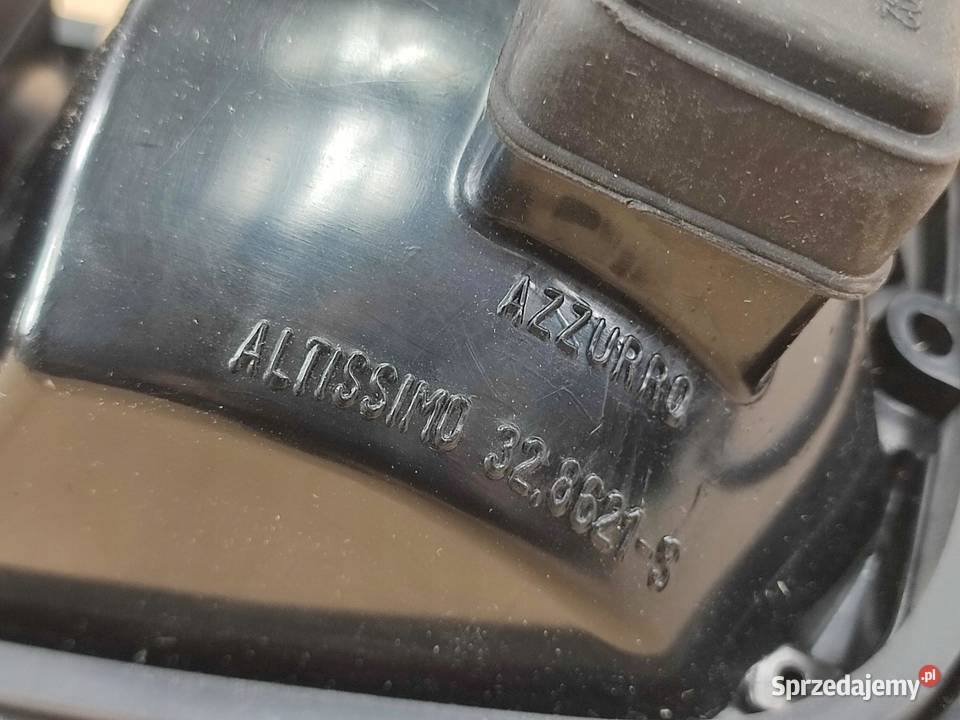 AZZURRO
ALTISSIMO 32,8621-S
Sprzedajemy.pl